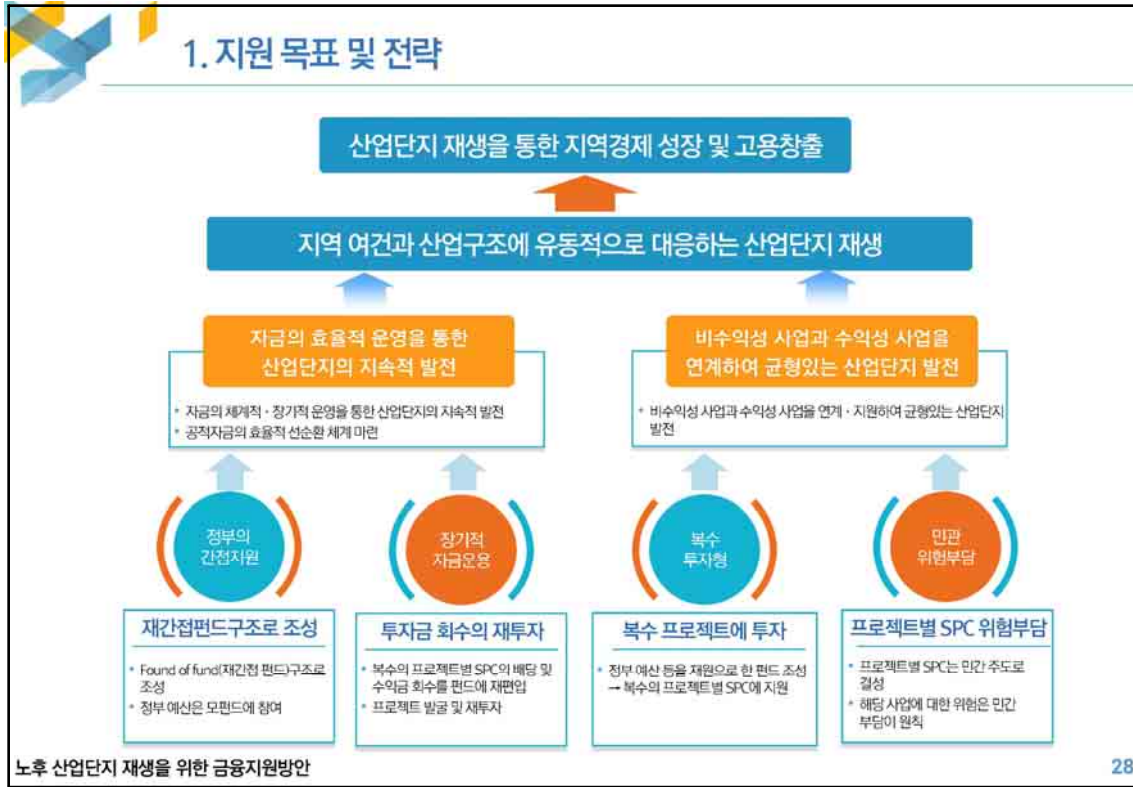 1. 지원 목표 및 전략
산업단지 재생을 통한 지역경제 성장 및 고용창출
지역 여건과 산업구조에 유동적으로 대응하는 산업단지 재생
자금의 효율적 운영을 통한
산업단지의 지속적 발전
• 자금의 체계적·장기적 운영을 통한 산업단지의 지속적 발전
• 공적자금의 효율적 선순환 체계 마련
비수익성 사업과 수익성 사업을
연계하여 균형있는 산업단지 발전
• 비수익성 사업과 수익성 사업을 연계·지원하여 균형있는 산업단지
발전
정부의
간접지원
장기적
자금운용
복수
투자형
민관
위험부담
재간접펀드구조로 조성
• Found of fund(재간접 펀드)구조로
조성
• 정부 예산은 모펀드에 참여
투자금 회수의 재투자
• 복수의 프로젝트별 SPC의 배당 및
수익금 회수를 펀드에 재편입
• 프로젝트 발굴 및 재투자
복수 프로젝트에 투자
• 정부 예산 등을 재원으로 한 펀드 조성
→ 복수의 프로젝트별 SPC에 지원
프로젝트별 SPC 위험부담
• 프로젝트별 SPC는 민간 주도로
결성
• 해당 사업에 대한 위험은 민간
부담이 원칙
노후 산업단지 재생을 위한 금융지원방안
28